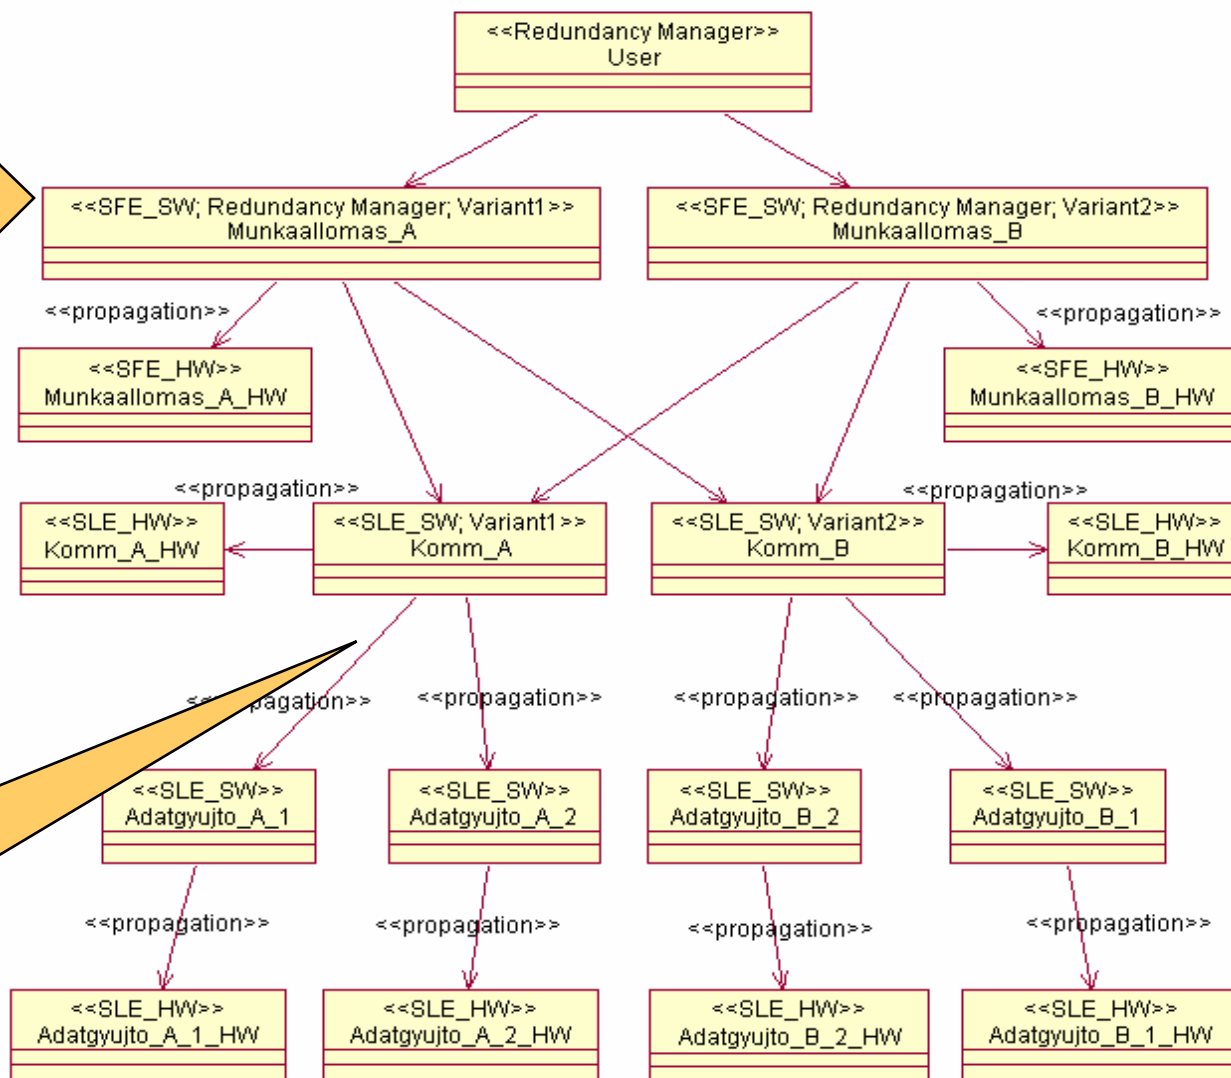 <<Redundancy Manager>>
User
<<SFE_SW; Redundancy Manager; Variant1>>
Munkaallomas_A
<<SFE_SW; Redundancy Manager; Variant2>>
Munkaallomas_B
<<propagation>>
<<propagation>>
<<SFE_HW>>
Munkaallomas_A_HW
<<SFE_HW>>
Munkaallomas_B_HW
<<propagation>>
<<propagation>>
<<SLE_HW>>
Komm_A_HW
<<SLE_SW; Variant1>>
Komm_A
<<SLE_SW; Variant2>>
Komm_B
<<SLE_HW>>
Komm_B_HW
<<propagation>>
<<propagation>>
<<propagation>>
<<propagation>>
<<SLE_SW>>
Adatgyujto_A_1
<<SLE_SW>>
Adatgyujto_A_2
<<SLE_SW>>
Adatgyujto_B_2
<<SLE_SW>>
Adatgyujto_B_1
<<propagation>>
<<propagation>>
<<propagation>>
<<propagation>>
<<SLE_HW>>
Adatgyujto_A_1_HW
<<SLE_HW>>
Adatgyujto_A_2_HW
<<SLE_HW>>
Adatgyujto_B_2_HW
<<SLE_HW>>
Adatgyujto_B_1_HW